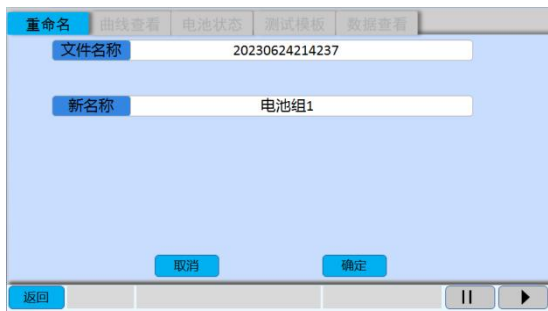 重命名 曲线查看 电池状态 测试模板 数据查看
文件名称 20230624214237
新名称 电池组1
取消 确定
返回